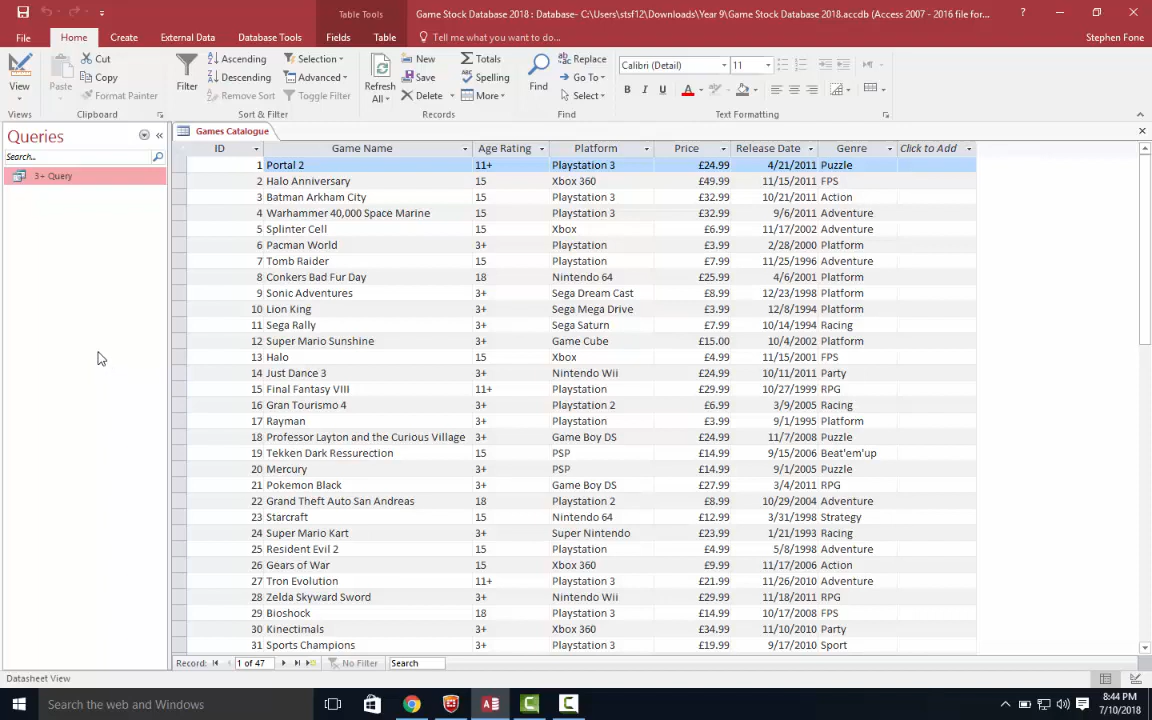 Table Tools
Game Stock Database 2018 : Database- C:\Users\stsf12\Downloads\Year 9\Game Stock Database 2018.accdb (Access 2007 - 2016 file for...
File Home Create External Data Database Tools Fields Table Tell me what you want to do... Stephen Fone
View
Views
Paste
Cut
Copy
Format Painter
Clipboard
Filter
Ascending
Descending
Remove Sort
Selection
Advanced
Toggle Filter
Sort & Filter
Refresh All
New
Save
Delete
Totals
Spelling
More
Records
Find
Replace
Go To
Select
Find
Calibri (Detail) 11
B I U A
Text Formatting
Queries
Search...
3+ Query
Games Catalogue
ID Game Name Age Rating Platform Price Release Date Genre Click to Add
1 Portal 2 11+ Playstation 3 £24.99 4/21/2011 Puzzle
2 Halo Anniversary 15 Xbox 360 £49.99 11/15/2011 FPS
3 Batman Arkham City 15 Playstation 3 £32.99 10/21/2011 Action
4 Warhammer 40,000 Space Marine 15 Playstation 3 £32.99 9/6/2011 Adventure
5 Splinter Cell 15 Xbox £6.99 11/17/2002 Adventure
6 Pacman World 3+ Playstation £3.99 2/28/2000 Platform
7 Tomb Raider 15 Playstation £7.99 11/25/1996 Adventure
8 Conkers Bad Fur Day 18 Nintendo 64 £25.99 4/6/2001 Platform
9 Sonic Adventures 3+ Sega Dream Cast £8.99 12/23/1998 Platform
10 Lion King 3+ Sega Mega Drive £3.99 12/8/1994 Platform
11 Sega Rally 3+ Sega Saturn £7.99 10/14/1994 Racing
12 Super Mario Sunshine 3+ Game Cube £15.00 10/4/2002 Platform
13 Halo 15 Xbox £4.99 11/15/2001 FPS
14 Just Dance 3 3+ Nintendo Wii £24.99 10/11/2011 Party
15 Final Fantasy VIII 11+ Playstation £29.99 10/27/1999 RPG
16 Gran Tourismo 4 3+ Playstation 2 £6.99 3/9/2005 Racing
17 Rayman 3+ Playstation £3.99 9/1/1995 Platform
18 Professor Layton and the Curious Village 3+ Game Boy DS £24.99 11/7/2008 Puzzle
19 Tekken Dark Ressurection 15 PSP £14.99 9/15/2006 Beat'em'up
20 Mercury 3+ PSP £14.99 9/1/2005 Puzzle
21 Pokemon Black 3+ Game Boy DS £27.99 3/4/2011 RPG
22 Grand Theft Auto San Andreas 18 Playstation 2 £8.99 10/29/2004 Adventure
23 Starcraft 15 Nintendo 64 £12.99 3/31/1998 Strategy
24 Super Mario Kart 3+ Super Nintendo £23.99 1/21/1993 Racing
25 Resident Evil 2 15 Playstation £4.99 5/8/1998 Adventure
26 Gears of War 15 Xbox 360 £9.99 11/17/2006 Action
27 Tron Evolution 11+ Playstation 3 £21.99 11/26/2010 Adventure
28 Zelda Skyward Sword 3+ Nintendo Wii £29.99 11/18/2011 RPG
29 Bioshock 18 Playstation 3 £14.99 10/17/2008 FPS
30 Kinectimals 3+ Xbox 360 £34.99 11/10/2010 Party
31 Sports Champions 3+ Playstation 3 £19.99 9/17/2010 Sport
Record: 1 of 47 No Filter Search
Datasheet View
Search the web and Windows
8:44 PM
7/10/2018